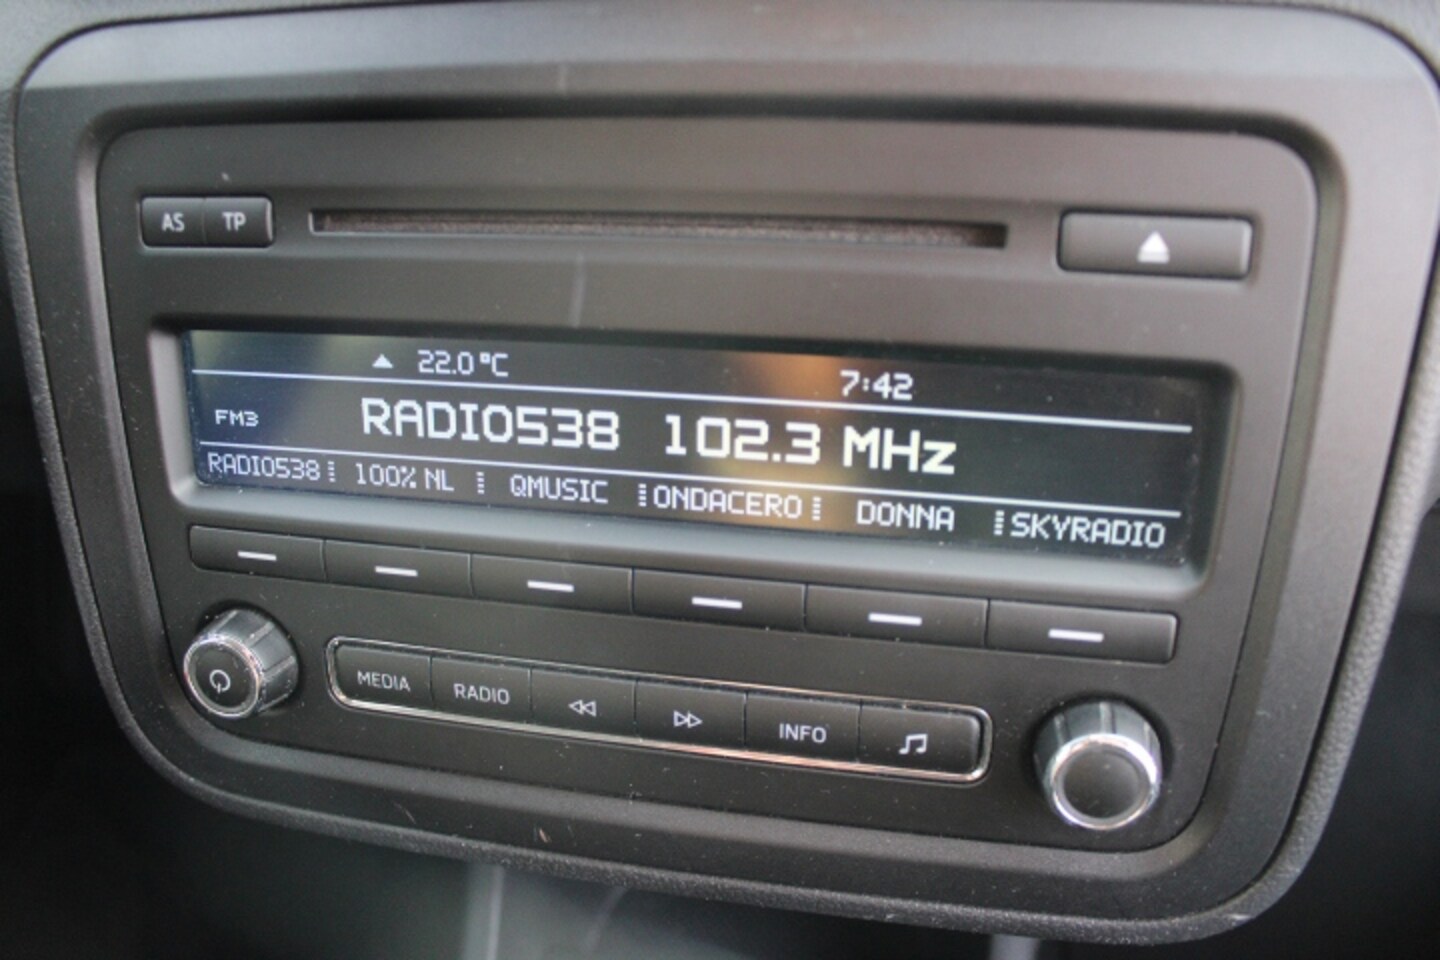 AS TP
22.0 °C 7:42
FM3 RADIO538 102.3 MHz
RADIO538 100% NL QMUSIC ONDACERO DONNA SKYRADIO
MEDIA RADIO INFO